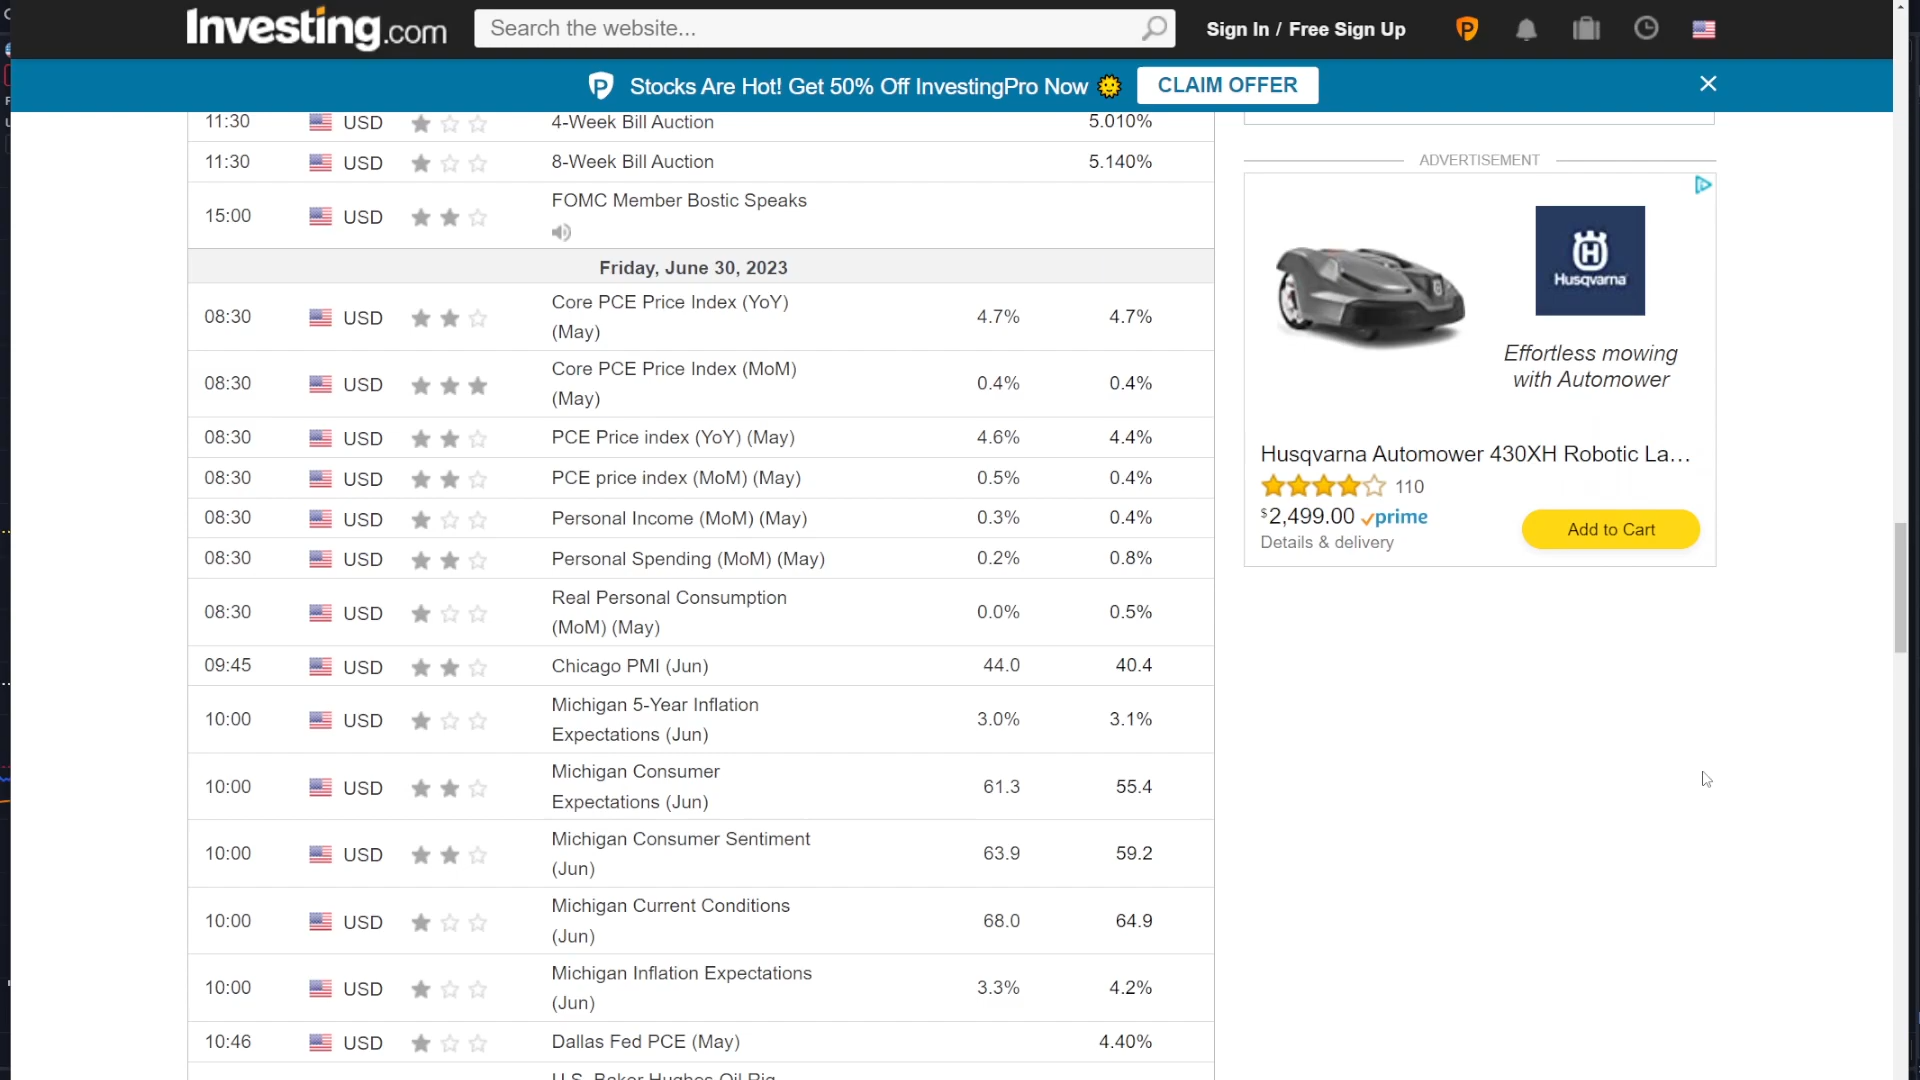 Investing.com
Search the website...
Sign In / Free Sign Up
Stocks Are Hot! Get 50% Off InvestingPro Now
CLAIM OFFER
11:30 USD 4-Week Bill Auction 5.010%
11:30 USD 8-Week Bill Auction 5.140%
15:00 USD FOMC Member Bostic Speaks
Friday, June 30, 2023
08:30 USD Core PCE Price Index (YoY) 4.7% 4.7%
(May)
08:30 USD Core PCE Price Index (MoM) 0.4% 0.4%
(May)
08:30 USD PCE Price index (YoY) (May) 4.6% 4.4%
08:30 USD PCE price index (MoM) (May) 0.5% 0.4%
08:30 USD Personal Income (MoM) (May) 0.3% 0.4%
08:30 USD Personal Spending (MoM) (May) 0.2% 0.8%
08:30 USD Real Personal Consumption 0.0% 0.5%
(MoM) (May)
09:45 USD Chicago PMI (Jun) 44.0 40.4
10:00 USD Michigan 5-Year Inflation 3.0% 3.1%
Expectations (Jun)
10:00 USD Michigan Consumer 61.3 55.4
Expectations (Jun)
10:00 USD Michigan Consumer Sentiment 63.9 59.2
(Jun)
10:00 USD Michigan Current Conditions 68.0 64.9
(Jun)
10:00 USD Michigan Inflation Expectations 3.3% 4.2%
(Jun)
10:46 USD Dallas Fed PCE (May) 4.40%
U.S. Baker Hughes Oil Rig
ADVERTISEMENT
Husqvarna
Effortless mowing
with Automower
Husqvarna Automower 430XH Robotic La...
110
$2,499.00 prime
Details & delivery
Add to Cart